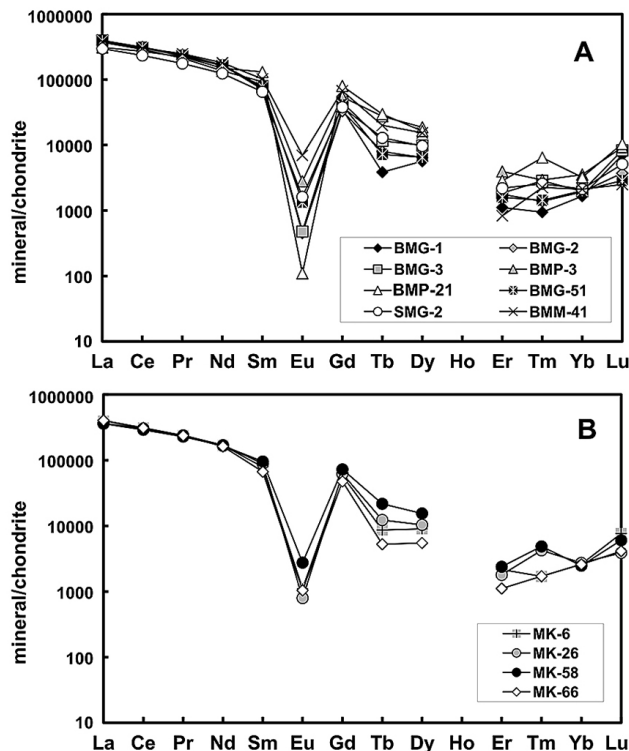 A
1000000
100000
10000
1000
100
10
mineral/chondrite
BMG-1 BMG-2
BMG-3 BMP-3
BMP-21 BMG-51
SMG-2 BMM-41
La Ce Pr Nd Sm Eu Gd Tb Dy Ho Er Tm Yb Lu
B
1000000
100000
10000
1000
100
10
mineral/chondrite
MK-6
MK-26
MK-58
MK-66
La Ce Pr Nd Sm Eu Gd Tb Dy Ho Er Tm Yb Lu